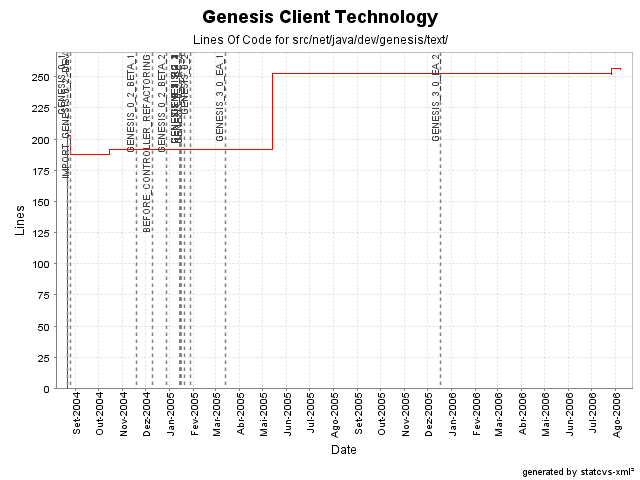 Genesis Client Technology
Lines Of Code for src/net/java/dev/genesis/text/
Lines
250
225
200
175
150
125
100
75
50
25
0
GENESIS_0_2_BETA_1
BEFORE_CONTROLLER_REFACTORING
GENESIS_0_2_BETA_2
GENESIS_3_0_EA_1
GENESIS_3_0_EA_2
Set-2004
Out-2004
Nov-2004
Dez-2004
Jan-2005
Fev-2005
Mar-2005
Abr-2005
Mai-2005
Jun-2005
Jul-2005
Ago-2005
Set-2005
Out-2005
Nov-2005
Dez-2005
Jan-2006
Fev-2006
Mar-2006
Abr-2006
Mai-2006
Jun-2006
Jul-2006
Ago-2006
Date
generated by statcvs-xml²